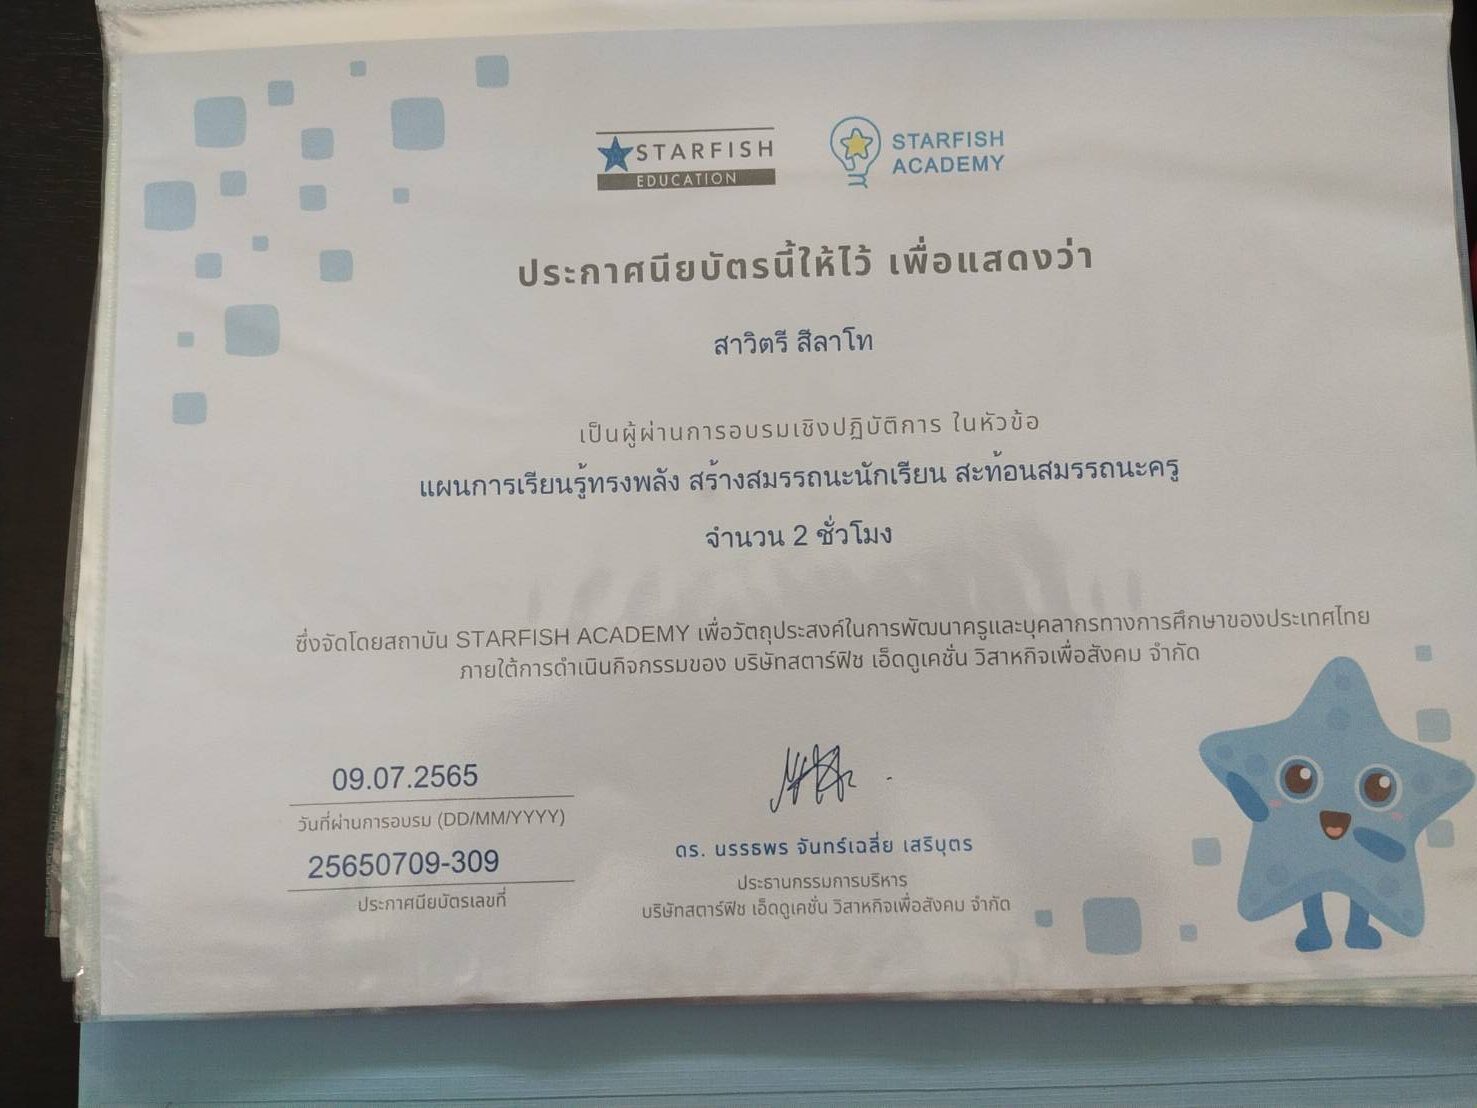 STARFISH
EDUCATION
STARFISH
ACADEMY
ประกาศนียบัตรนี้ให้ไว้ เพื่อแสดงว่า
สาวิตรี สีลาโท
เป็นผู้ผ่านการอบรมเชิงปฏิบัติการ ในหัวข้อ
แผนการเรียนรู้ทรงพลัง สร้างสมรรถนะนักเรียน สะท้อนสมรรถนะครู
จำนวน 2 ชั่วโมง
ซึ่งจัดโดยสถาบัน STARFISH ACADEMY เพื่อวัตถุประสงค์ในการพัฒนาครูและบุคลากรทางการศึกษาของประเทศไทย
ภายใต้การดำเนินกิจกรรมของ บริษัทสตาร์ฟิช เอ็ดดูเคชั่น วิสาหกิจเพื่อสังคม จำกัด
09.07.2565
วันที่ผ่านการอบรม (DD/MM/YYYY)
25650709-309
ประกาศนียบัตรเลขที่
ดร. นรรธพร จันทร์เฉลี่ย เสริบุตร
ประธานกรรมการบริหาร
บริษัทสตาร์ฟิช เอ็ดดูเคชั่น วิสาหกิจเพื่อสังคม จำกัด